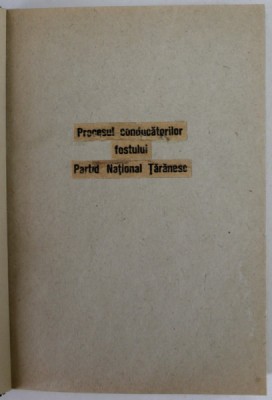 Procesul conducătorilor
fostului
Partid Național Țărănesc